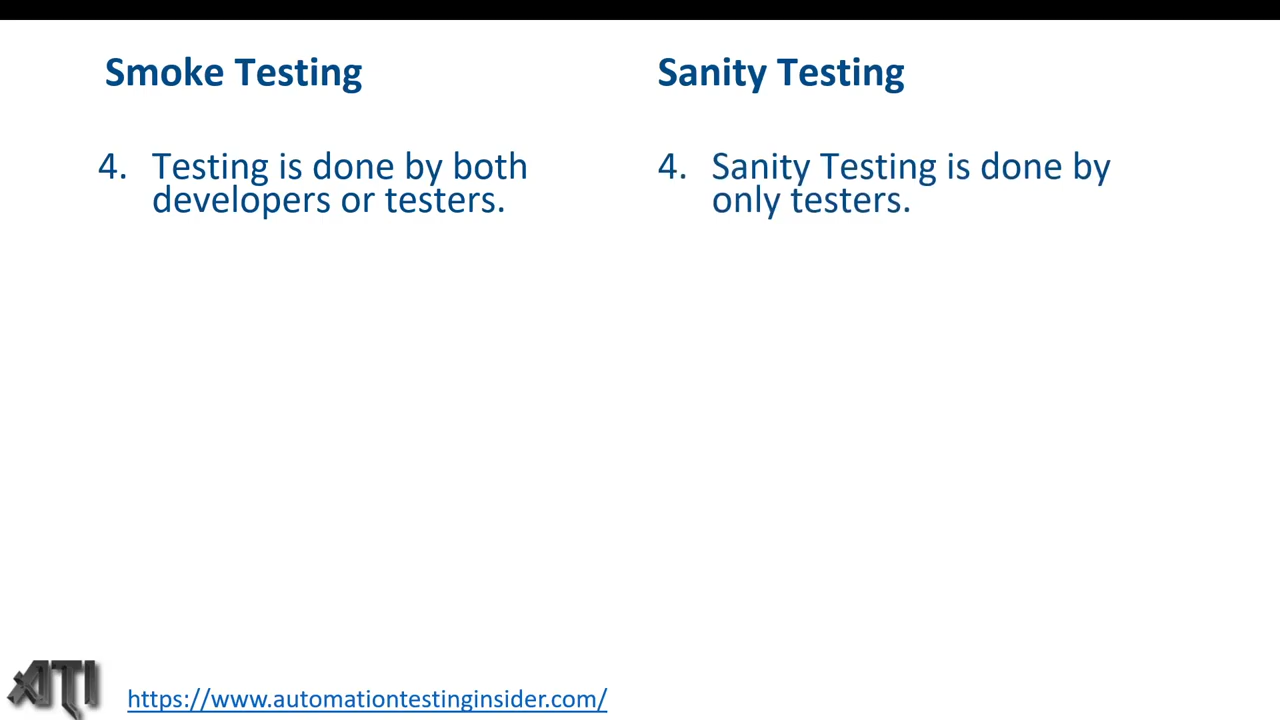 Smoke Testing
Sanity Testing
4. Testing is done by both
developers or testers.
4. Sanity Testing is done by
only testers.
ATI
https://www.automationtestinginsider.com/